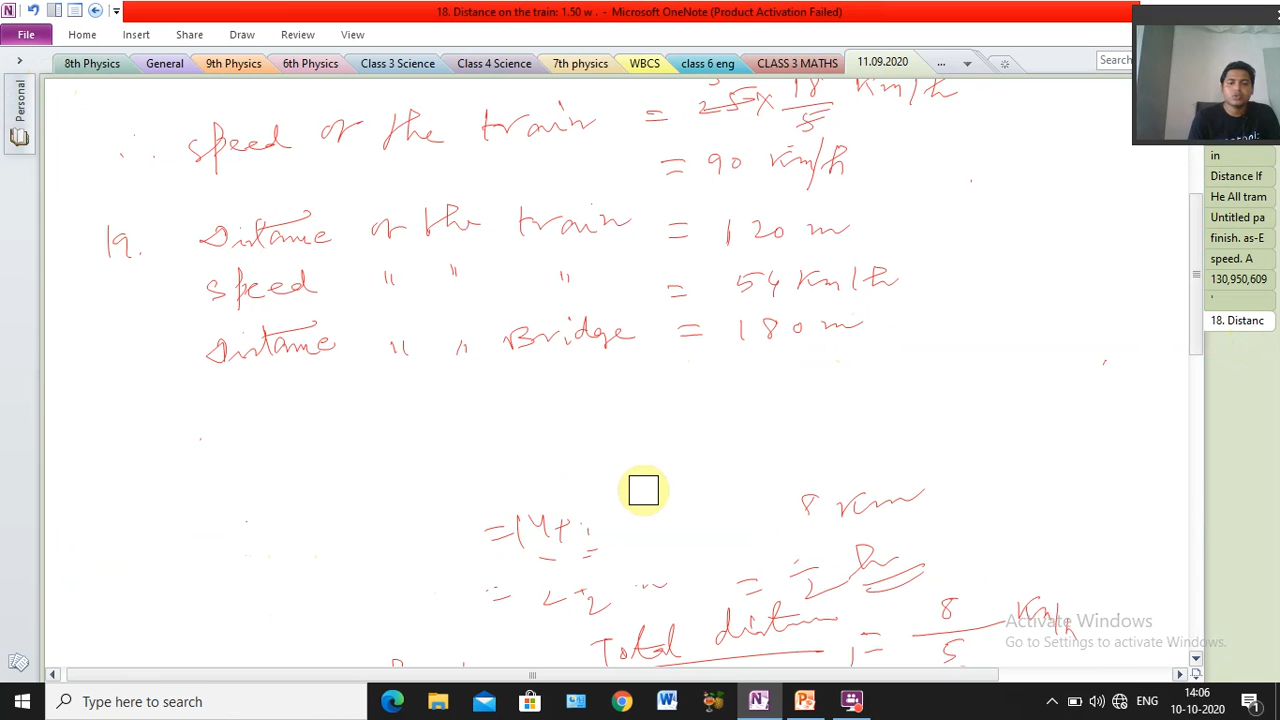 18. Distance on the train: 1.50 w . - Microsoft OneNote (Product Activation Failed)
File Home Insert Share Draw Review View
8th Physics General 9th Physics 6th Physics Class 3 Science Class 4 Science 7th physics WBCS class 6 eng CLASS 3 MATHS 11.09.2020 ... Search
Personal
∴ speed of the train = 25 × 18/5 Km/h
= 90 Km/h
19. Distance of the train = 120 m
speed " " " = 54 Km/h
Distance " " Bridge = 180 m
8 Km
Total distan = 8/5 Km/h
in
Distance If
He All tram
Untitled pa
finish. as-E
speed. A
130,950,609
'
18. Distanc
Activate Windows
Go to Settings to activate Windows.
Type here to search
ENG
14:06
10-10-2020